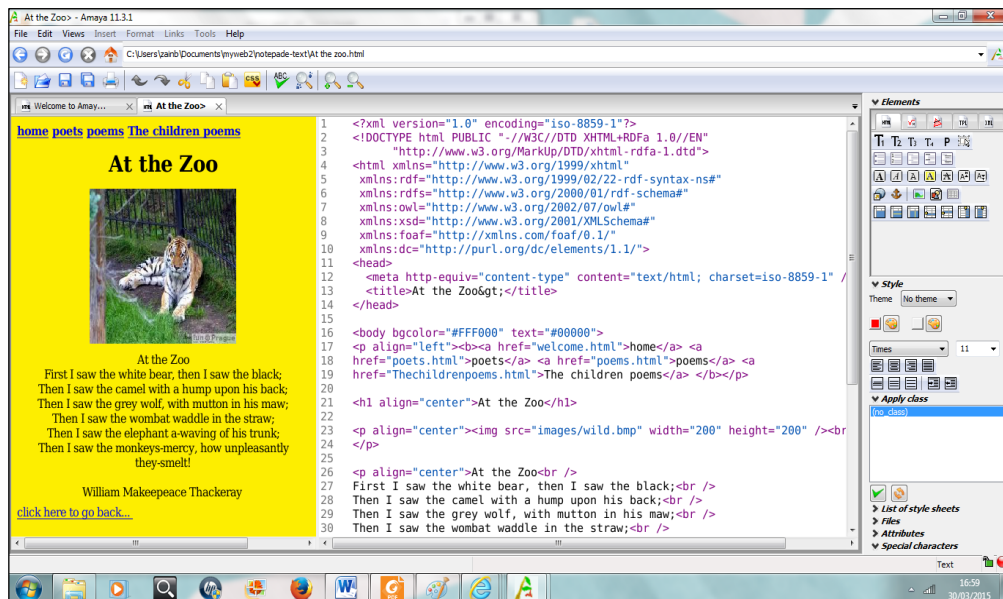 At the Zoo> - Amaya 11.3.1
File Edit Views Insert Format Links Tools Help
C:\Users\zainb\Documents\myweb2\notepade-text\At the zoo.html
Welcome to Amay... At the Zoo>
home poets poems The children poems
At the Zoo
At the Zoo
First I saw the white bear, then I saw the black;
Then I saw the camel with a hump upon his back;
Then I saw the grey wolf, with mutton in his maw;
Then I saw the wombat waddle in the straw;
Then I saw the elephant a-waving of his trunk;
Then I saw the monkeys-mercy, how unpleasantly
they-smelt!
William Makeepeace Thackeray
click here to go back...
1 <?xml version="1.0" encoding="iso-8859-1"?>
2 <!DOCTYPE html PUBLIC "-//W3C//DTD XHTML+RDFa 1.0//EN"
3 "http://www.w3.org/MarkUp/DTD/xhtml-rdfa-1.dtd">
4 <html xmlns="http://www.w3.org/1999/xhtml"
5 xmlns:rdf="http://www.w3.org/1999/02/22-rdf-syntax-ns#"
6 xmlns:rdfs="http://www.w3.org/2000/01/rdf-schema#"
7 xmlns:owl="http://www.w3.org/2002/07/owl#"
8 xmlns:xsd="http://www.w3.org/2001/XMLSchema#"
9 xmlns:foaf="http://xmlns.com/foaf/0.1/"
10 xmlns:dc="http://purl.org/dc/elements/1.1/">
11 <head>
12 <meta http-equiv="content-type" content="text/html; charset=iso-8859-1" /
13 <title>At the Zoo&gt;</title>
14 </head>
15
16 <body bgcolor="#FFF000" text="#00000">
17 <p align="left"><b><a href="welcome.html">home</a> <a
18 href="poets.html">poets</a> <a href="poems.html">poems</a> <a
19 href="Thechildrenpoems.html">The children poems</a> </b></p>
20
21 <h1 align="center">At the Zoo</h1>
22
23 <p align="center"><img src="images/wild.bmp" width="200" height="200" /><br
24 </p>
25
26 <p align="center">At the Zoo<br />
27 First I saw the white bear, then I saw the black;<br />
28 Then I saw the camel with a hump upon his back;<br />
29 Then I saw the grey wolf, with mutton in his maw;<br />
30 Then I saw the wombat waddle in the straw;<br />
Elements
Style
Theme No theme
Times 11
Apply class
(no_class)
List of style sheets
Files
Attributes
Special characters
Text
16:59
30/03/2015